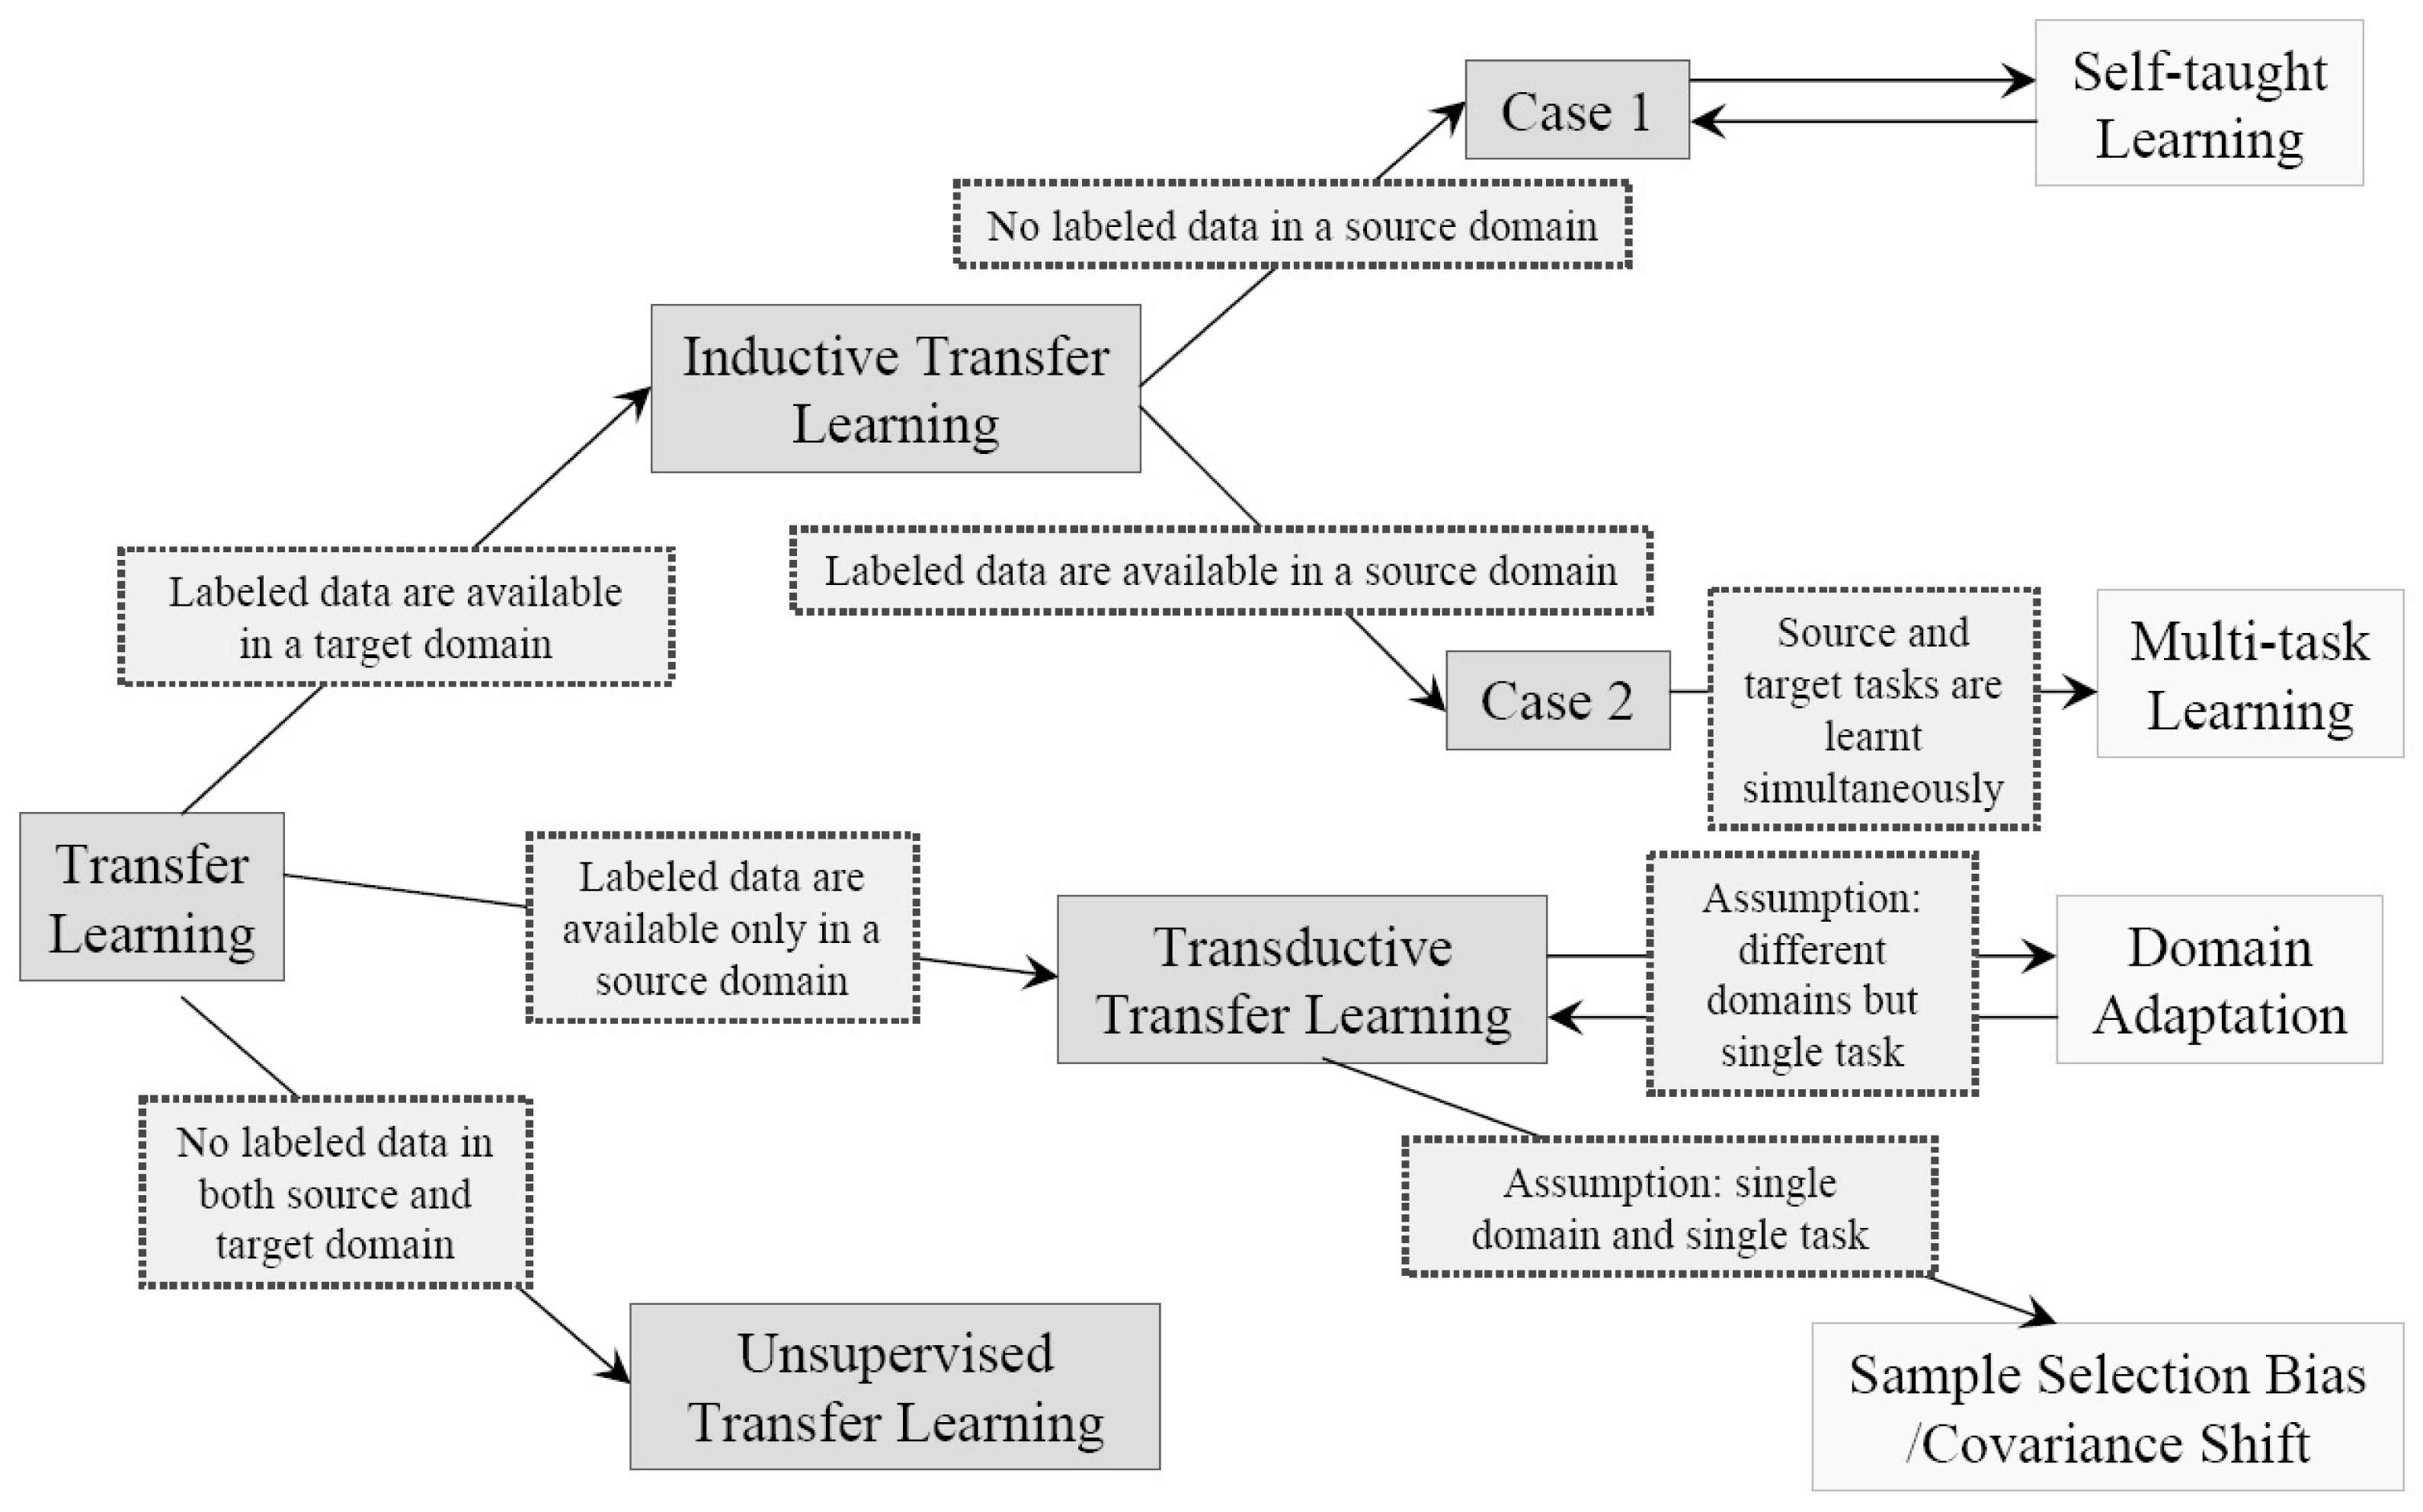 Self-taught
Learning
Case 1
No labeled data in a source domain
Inductive Transfer
Learning
Labeled data are available
in a target domain
Labeled data are available in a source domain
Case 2
Source and
target tasks are
learnt
simultaneously
Multi-task
Learning
Transfer
Learning
Labeled data are
available only in a
source domain
Transductive
Transfer Learning
Assumption:
different
domains but
single task
Domain
Adaptation
No labeled data in
both source and
target domain
Assumption: single
domain and single task
Unsupervised
Transfer Learning
Sample Selection Bias
/Covariance Shift